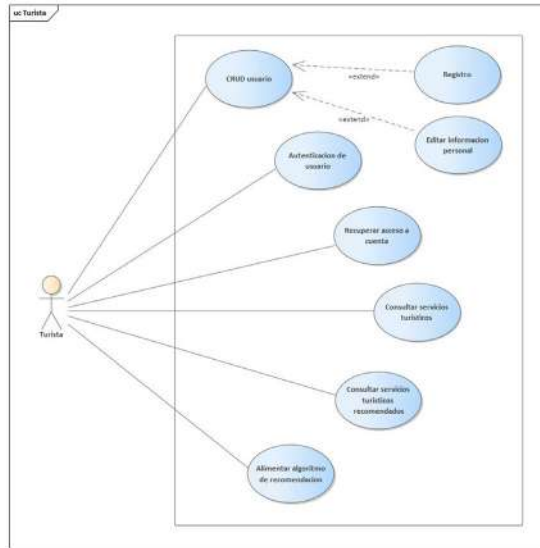 uc Turista
CRUD usuario
«extend»
Registro
«extend»
Editar informacion
personal
Autenticacion de
usuario
Recuperar acceso a
cuenta
Consultar servicios
turisticos
Turista
Consultar servicios
turisticos
recomendados
Alimentar algoritmo
de recomendacion